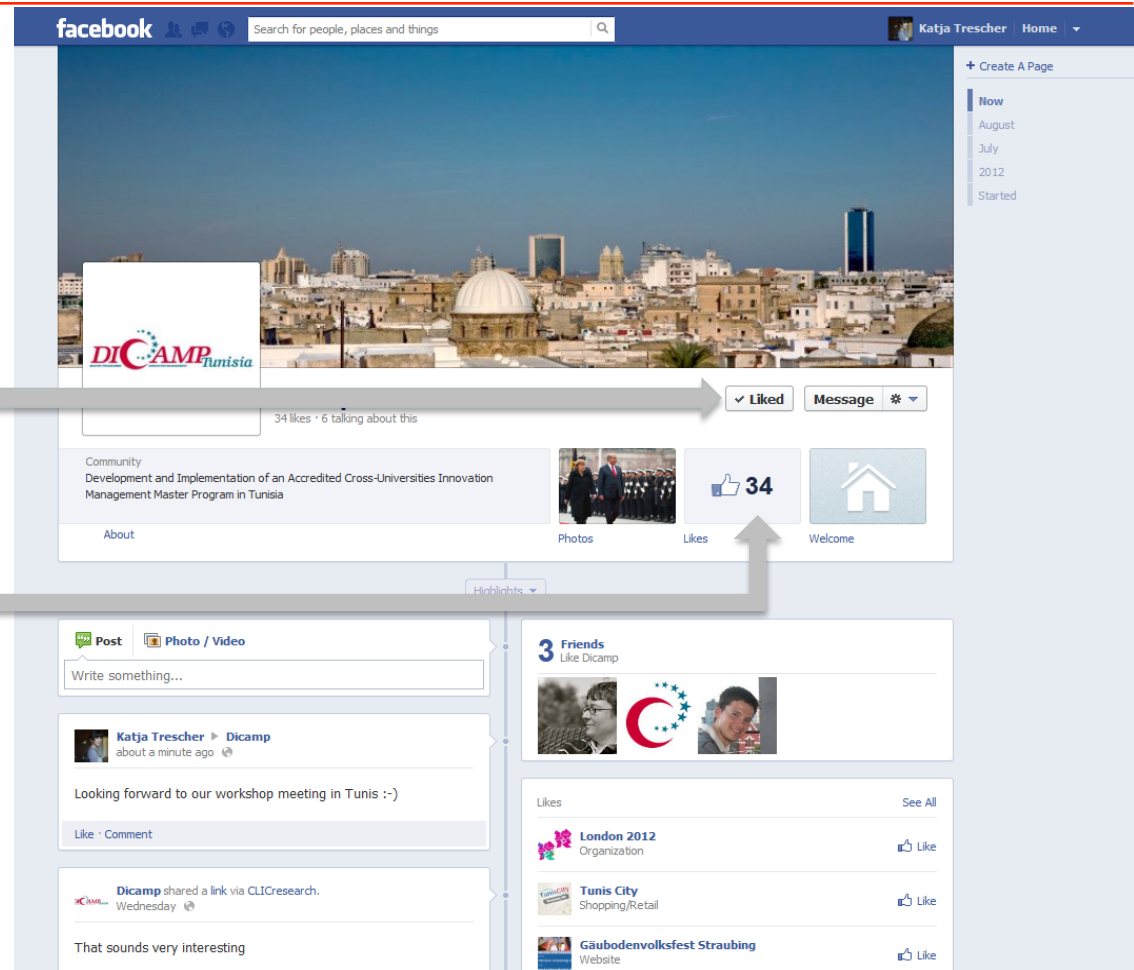 facebook
Search for people, places and things
Katja Trescher
Home
+ Create A Page
Now
August
July
2012
Started
DICAMP Tunisia
✓ Liked
Message
34 likes · 6 talking about this
Community
Development and Implementation of an Accredited Cross-Universities Innovation
Management Master Program in Tunisia
About
Photos
34
Likes
Welcome
Highlights
Post
Photo / Video
Write something...
3 Friends
Like Dicamp
Katja Trescher ▶ Dicamp
about a minute ago
Looking forward to our workshop meeting in Tunis :-)
Like · Comment
Dicamp shared a link via CLICresearch.
Wednesday
That sounds very interesting
Likes
See All
London 2012
Organization
Like
Tunis City
Shopping/Retail
Like
Gäubodenvolksfest Straubing
Website
Like